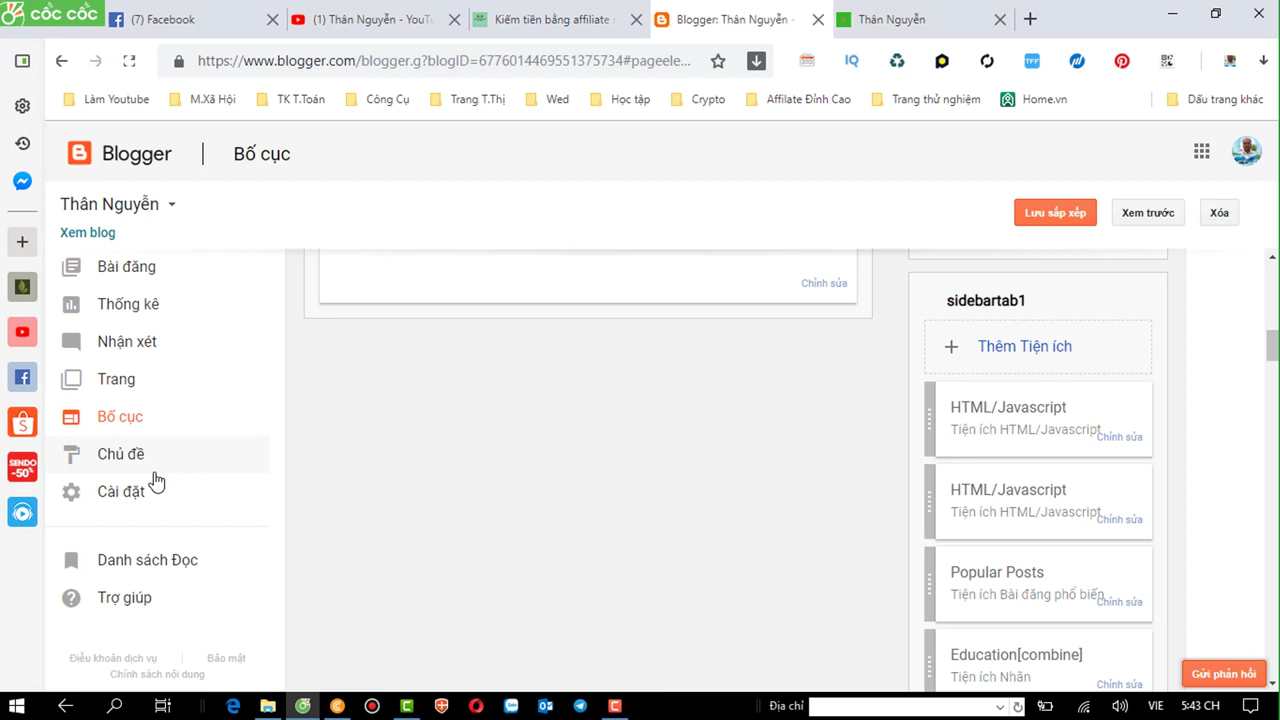 cốc cốc
(7) Facebook
(1) Thân Nguyễn - YouTu
Kiếm tiền bằng affiliate
Blogger: Thân Nguyễn -
Thân Nguyễn
https://www.blogger.com/blogger.g?blogID=6776014469551375734#pageele...
IQ
TFF
Làm Youtube
M.Xã Hội
TK T.Toán
Công Cụ
Trang T.Thị
Wed
Học tập
Crypto
Affilate Đỉnh Cao
Trang thử nghiệm
Home.vn
Dấu trang khác
Blogger
Bố cục
Thân Nguyễn
Xem blog
Lưu sắp xếp
Xem trước
Xóa
Bài đăng
Thống kê
Nhận xét
Trang
Bố cục
Chủ đề
Cài đặt
Danh sách Đọc
Trợ giúp
Điều khoản dịch vụ
Bảo mật
Chính sách nội dung
SENDO
-50%
Chỉnh sửa
sidebartab1
Thêm Tiện ích
HTML/Javascript
Tiện ích HTML/Javascript
Chỉnh sửa
HTML/Javascript
Tiện ích HTML/Javascript
Chỉnh sửa
Popular Posts
Tiện ích Bài đăng phổ biến
Chỉnh sửa
Education[combine]
Tiện ích Nhãn
Chỉnh sửa
Gửi phản hồi
Địa chỉ
VIE
5:43 CH